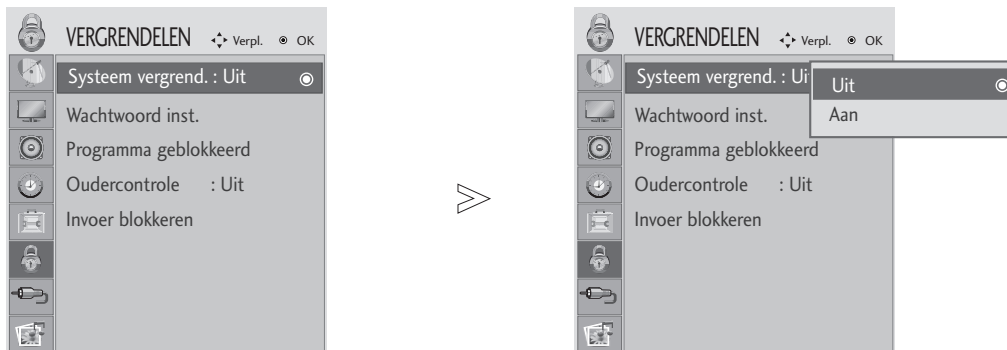 VERGRENDELEN Verpl. OK
Systeem vergrend. : Uit
Wachtwoord inst.
Programma geblokkeerd
Oudercontrole : Uit
Invoer blokkeren
VERGRENDELEN Verpl. OK
Systeem vergrend. : Ui
Uit
Aan
Wachtwoord inst.
Programma geblokkeerd
Oudercontrole : Uit
Invoer blokkeren